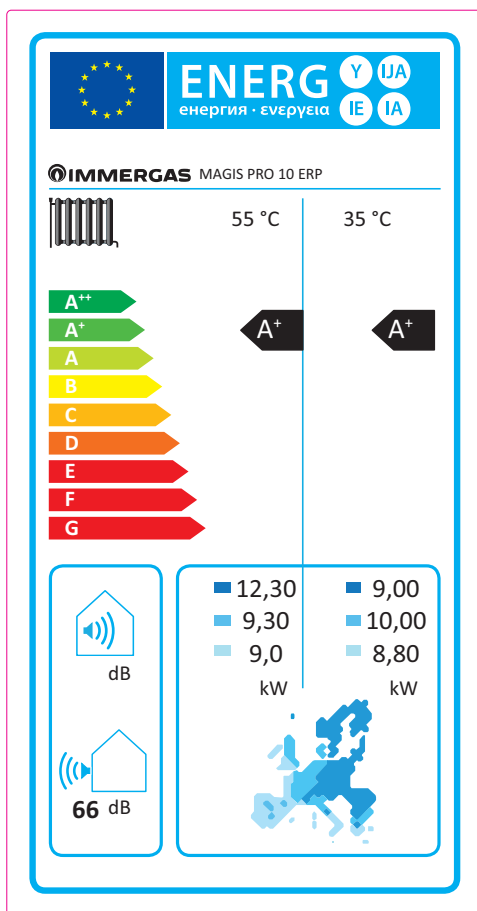 ENERG
енергия · ενεργεια
Y IJA
IE IA
IMMERGAS MAGIS PRO 10 ERP
55 °C 35 °C
A++
A+
A
B
C
D
E
F
G
A+ A+
dB
66 dB
12,30 9,00
9,30 10,00
9,0 8,80
kW kW